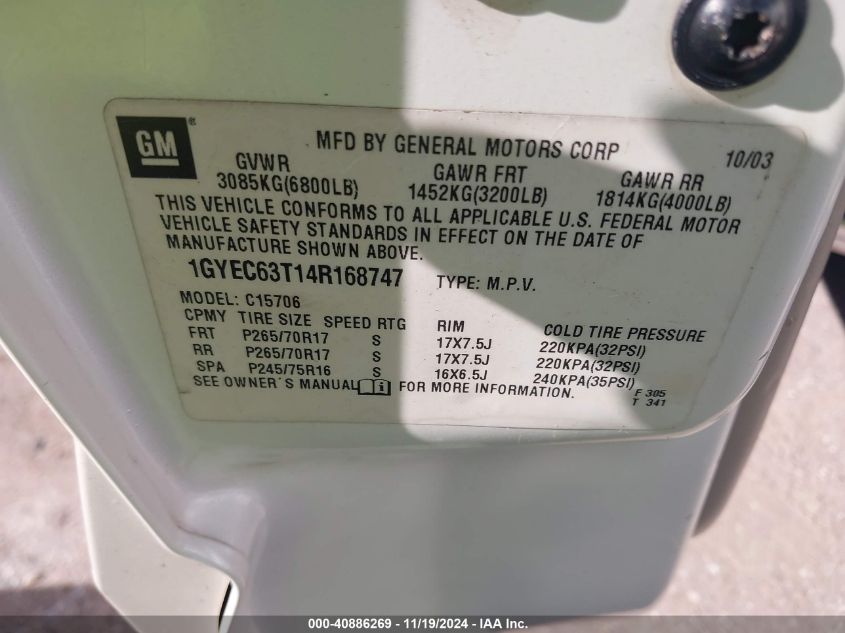 GM®
MFD BY GENERAL MOTORS CORP 10/03
GVWR GAWR FRT GAWR RR
3085KG(6800LB) 1452KG(3200LB) 1814KG(4000LB)
THIS VEHICLE CONFORMS TO ALL APPLICABLE U.S. FEDERAL MOTOR
VEHICLE SAFETY STANDARDS IN EFFECT ON THE DATE OF
MANUFACTURE SHOWN ABOVE.
1GYEC63T14R168747 TYPE: M.P.V.
MODEL: C15706
CPMY TIRE SIZE SPEED RTG RIM COLD TIRE PRESSURE
FRT P265/70R17 S 17X7.5J 220KPA(32PSI)
RR P265/70R17 S 17X7.5J 220KPA(32PSI)
SPA P245/75R16 S 16X6.5J 240KPA(35PSI)
SEE OWNER'S MANUAL i FOR MORE INFORMATION.
F 305
T 341
000-40886269 - 11/19/2024 - IAA Inc.